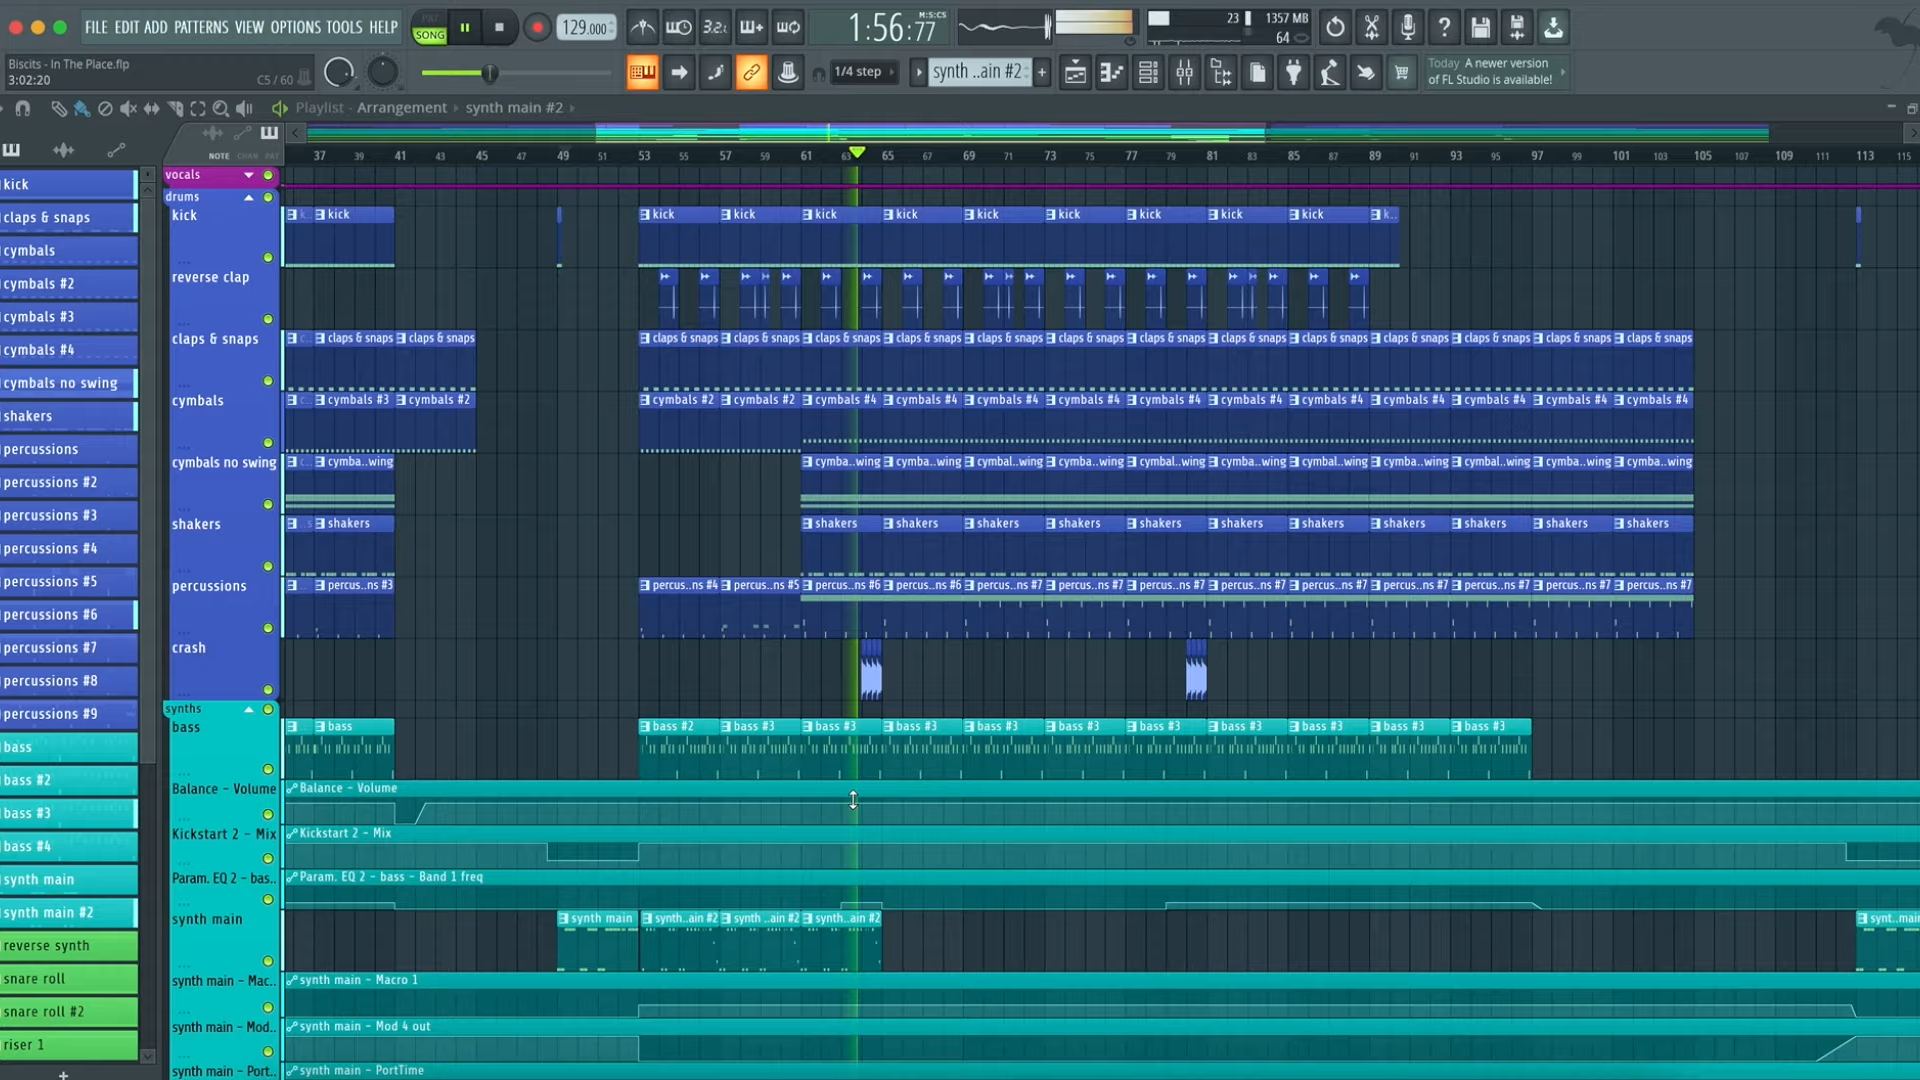 FILE EDIT ADD PATTERNS VIEW OPTIONS TOOLS HELP
PAT
SONG
129.000
3.2.
1:56:77
M:S:CS
23
1357 MB
64
Biscits - In The Place.flp
3:02:20
C5 / 60
1/4 step
synth ..ain #2
Today A newer version
of FL Studio is available!
Playlist - Arrangement › synth main #2 ›
NOTE CHAN PAT
37 39 41 43 45 47 49 51 53 55 57 59 61 63 65 67 69 71 73 75 77 79 81 83 85 87 89 91 93 95 97 99 101 103 105 107 109 111 113 115
kick
claps & snaps
cymbals
cymbals #2
cymbals #3
cymbals #4
cymbals no swing
shakers
percussions
percussions #2
percussions #3
percussions #4
percussions #5
percussions #6
percussions #7
percussions #8
percussions #9
bass
bass #2
bass #3
bass #4
synth main
synth main #2
reverse synth
snare roll
snare roll #2
riser 1
vocals
drums
kick
k.. kick kick kick kick kick kick kick kick kick kick k..
reverse clap
claps & snaps
c.. claps & snaps claps & snaps claps & snaps claps & snaps claps & snaps claps & snaps claps & snaps claps & snaps claps & snaps claps & snaps claps & snaps claps & snaps claps & snaps claps & snaps claps & snaps
cymbals
c.. cymbals #3 cymbals #2 cymbals #2 cymbals #2 cymbals #4 cymbals #4 cymbals #4 cymbals #4 cymbals #4 cymbals #4 cymbals #4 cymbals #4 cymbals #4 cymbals #4 cymbals #4
cymbals no swing
c.. cymba..wing cymba..wing cymba..wing cymbal..wing cymba..wing cymbal..wing cymba..wing cymbal..wing cymba..wing cymbal..wing cymba..wing cymba..wing
shakers
..s shakers shakers shakers shakers shakers shakers shakers shakers shakers shakers shakers shakers
percussions
percus..ns #3 percus..ns #4 percus..ns #5 percus..ns #6 percus..ns #6 percus..ns #7 percus..ns #7 percus..ns #7 percus..ns #7 percus..ns #7 percus..ns #7 percus..ns #7 percus..ns #7 percus..ns #7
crash
synths
bass
bass bass #2 bass #3 bass #3 bass #3 bass #3 bass #3 bass #3 bass #3 bass #3 bass #3 bass #3
Balance - Volume
Balance - Volume
Kickstart 2 - Mix
Kickstart 2 - Mix
Param. EQ 2 - bas..
Param. EQ 2 - bass - Band 1 freq
synth main
synth main synth..ain #2 synth ..ain #2 synth..ain #2 synt..main
synth main - Mac..
synth main - Macro 1
synth main - Mod..
synth main - Mod 4 out
synth main - Port..
synth main - PortTime